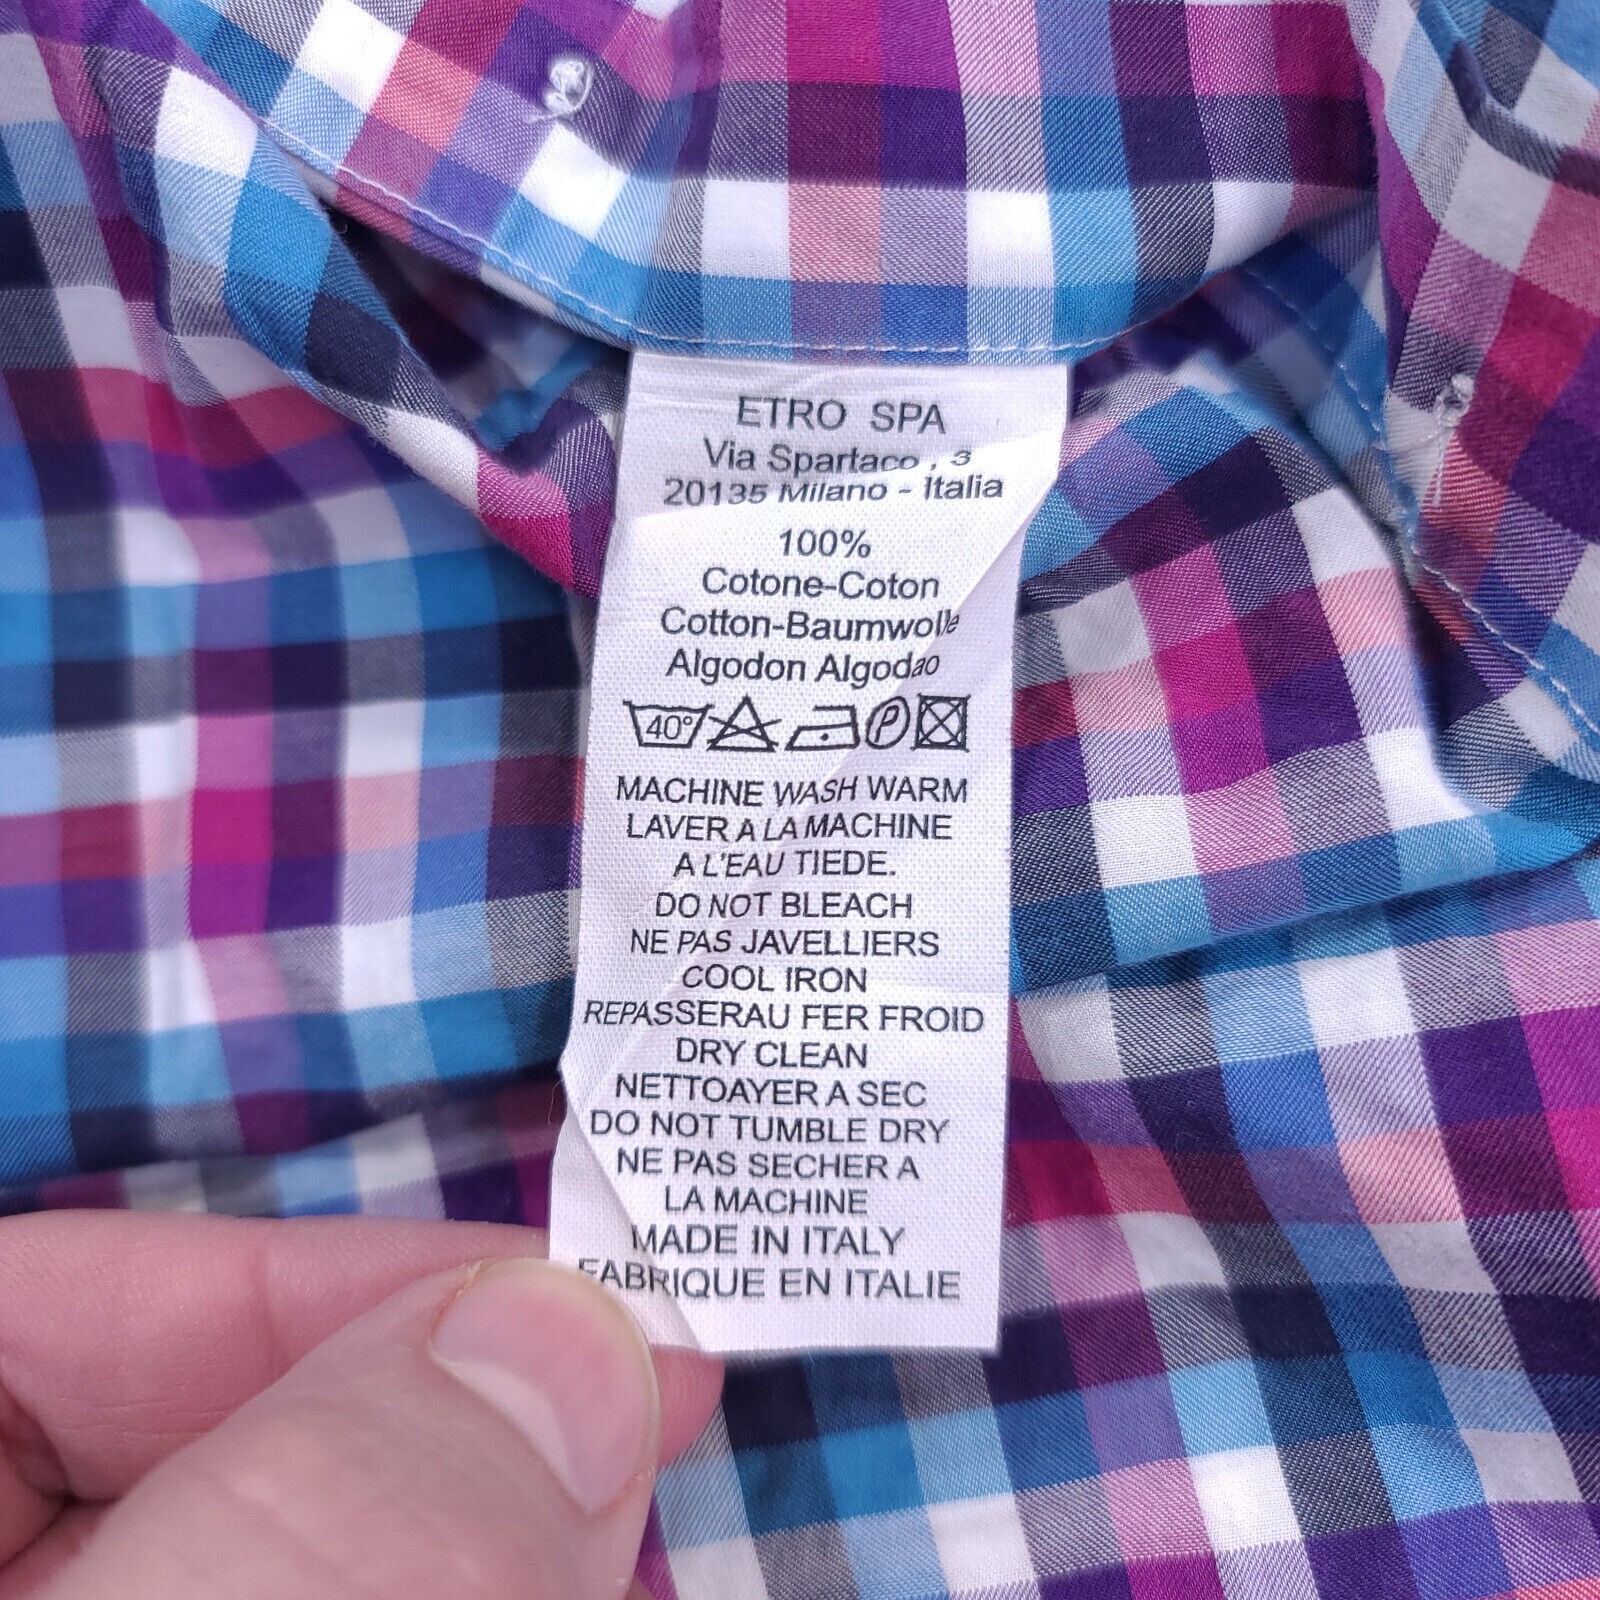 ETRO SPA
Via Spartaco , 3
20135 Milano - Italia
100%
Cotone-Coton
Cotton-Baumwolle
Algodon Algodao
40° P
MACHINE WASH WARM
LAVER A LA MACHINE
A L'EAU TIEDE.
DO NOT BLEACH
NE PAS JAVELLIERS
COOL IRON
REPASSERAU FER FROID
DRY CLEAN
NETTOAYER A SEC
DO NOT TUMBLE DRY
NE PAS SECHER A
LA MACHINE
MADE IN ITALY
FABRIQUE EN ITALIE